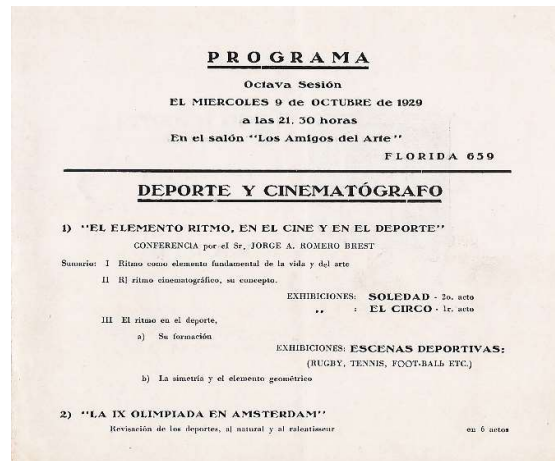 PROGRAMA
Octava Sesión
EL MIERCOLES 9 de OCTUBRE de 1929
a las 21. 30 horas
En el salón "Los Amigos del Arte"
FLORIDA 659
DEPORTE Y CINEMATÓGRAFO
1) "EL ELEMENTO RITMO, EN EL CINE Y EN EL DEPORTE"
CONFERENCIA por el Sr, JORGE A. ROMERO BREST
Sumario: I Ritmo como elemento fundamental de la vida y del arte
II El ritmo cinematográfico, su concepto.
EXHIBICIONES: SOLEDAD - 2o. acto
,, : EL CIRCO - 1r. acto
III El ritmo en el deporte,
a) Su formación
EXHIBICIONES: ESCENAS DEPORTIVAS:
(RUGBY, TENNIS, FOOT-BALL ETC.)
b) La simetría y el elemento geométrico
2) "LA IX OLIMPIADA EN AMSTERDAM"
Revisación de los deportes, al natural y al ralentisseur en 6 actos